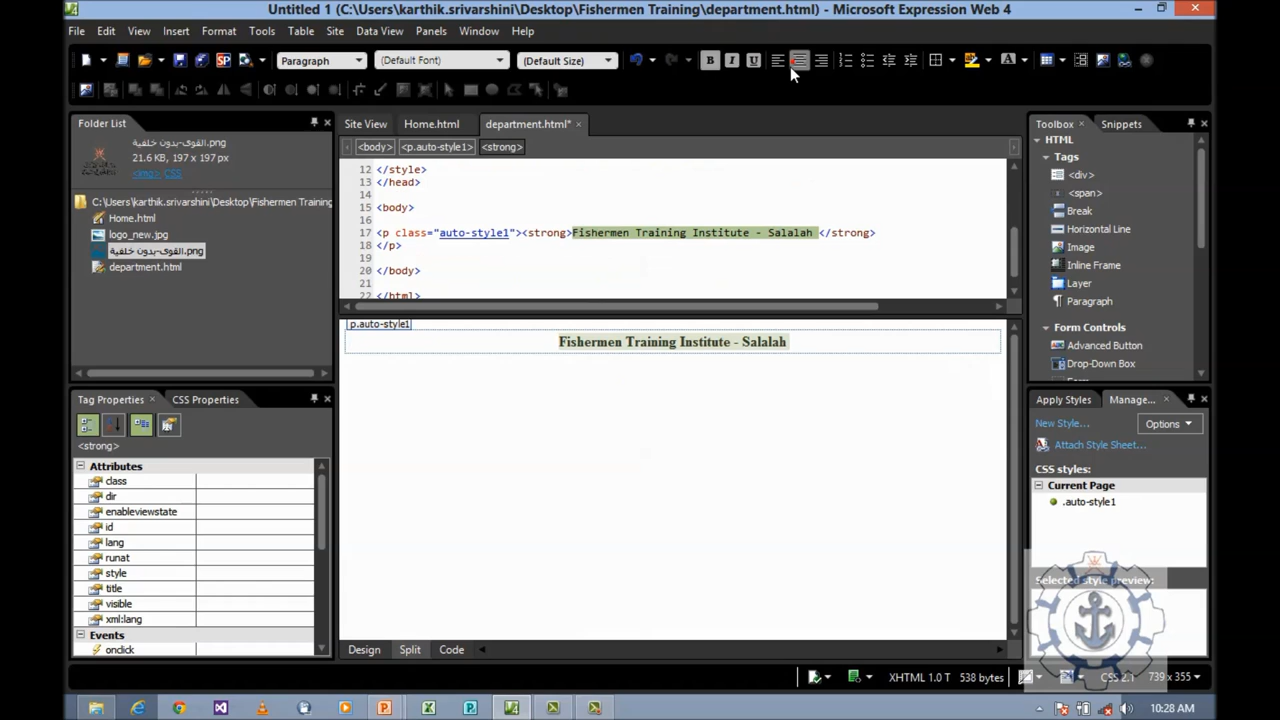 Untitled 1 (C:\Users\karthik.srivarshini\Desktop\Fishermen Training\department.html) - Microsoft Expression Web 4
File Edit View Insert Format Tools Table Site Data View Panels Window Help
Paragraph (Default Font) (Default Size) B I U A
Folder List
القوى-بدون خلفية.png
21.6 KB, 197 x 197 px
<img> CSS
C:\Users\karthik.srivarshini\Desktop\Fishermen Training
Home.html
logo_new.jpg
القوى-بدون خلفية.png
department.html
Tag Properties CSS Properties
<strong>
Attributes
class
dir
enableviewstate
id
lang
runat
style
title
visible
xml:lang
Events
onclick
Site View Home.html department.html*
<body> <p.auto-style1> <strong>
12 </style>
13 </head>
14
15 <body>
16
17 <p class="auto-style1"><strong>Fishermen Training Institute - Salalah </strong>
18 </p>
19
20 </body>
21
22 </html>
p.auto-style1
Fishermen Training Institute - Salalah
Design Split Code
Toolbox Snippets
HTML
Tags
<div>
<span>
Break
Horizontal Line
Image
Inline Frame
Layer
Paragraph
Form Controls
Advanced Button
Drop-Down Box
Apply Styles Manage...
New Style... Options
Attach Style Sheet...
CSS styles:
Current Page
.auto-style1
Selected style preview:
XHTML 1.0 T 538 bytes CSS 2.1 739 x 355
10:28 AM